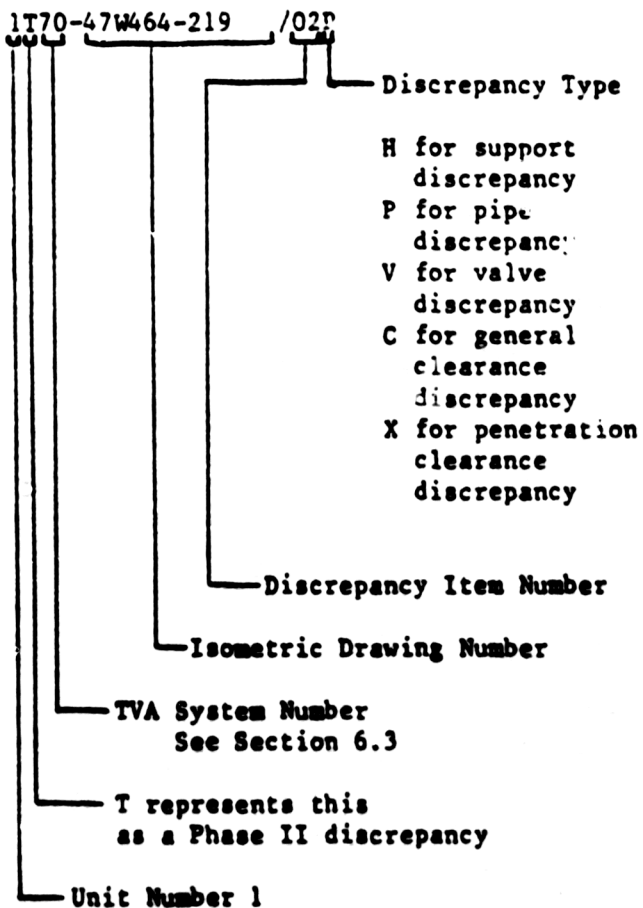 1T70-47W464-219 /02P
Discrepancy Type
H for support
discrepancy
P for pipe
discrepancy
V for valve
discrepancy
C for general
clearance
discrepancy
X for penetration
clearance
discrepancy
Discrepancy Item Number
Isometric Drawing Number
TVA System Number
See Section 6.3
T represents this
as a Phase II discrepancy
Unit Number 1